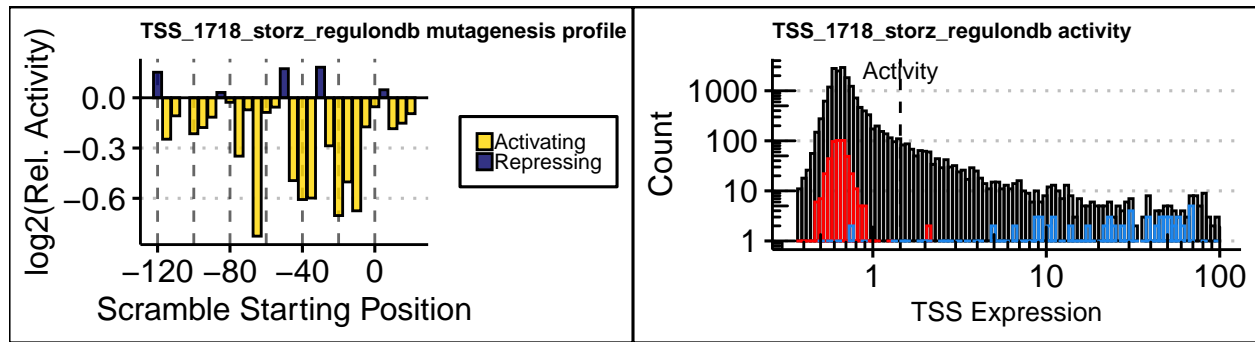 TSS_1718_storz_regulondb mutagenesis profile
log2(Rel. Activity)
0.0
−0.3
−0.6
−120
−80
−40
0
Scramble Starting Position
Activating
Repressing
TSS_1718_storz_regulondb activity
Activity
Count
1000
100
10
1
1
10
100
TSS Expression